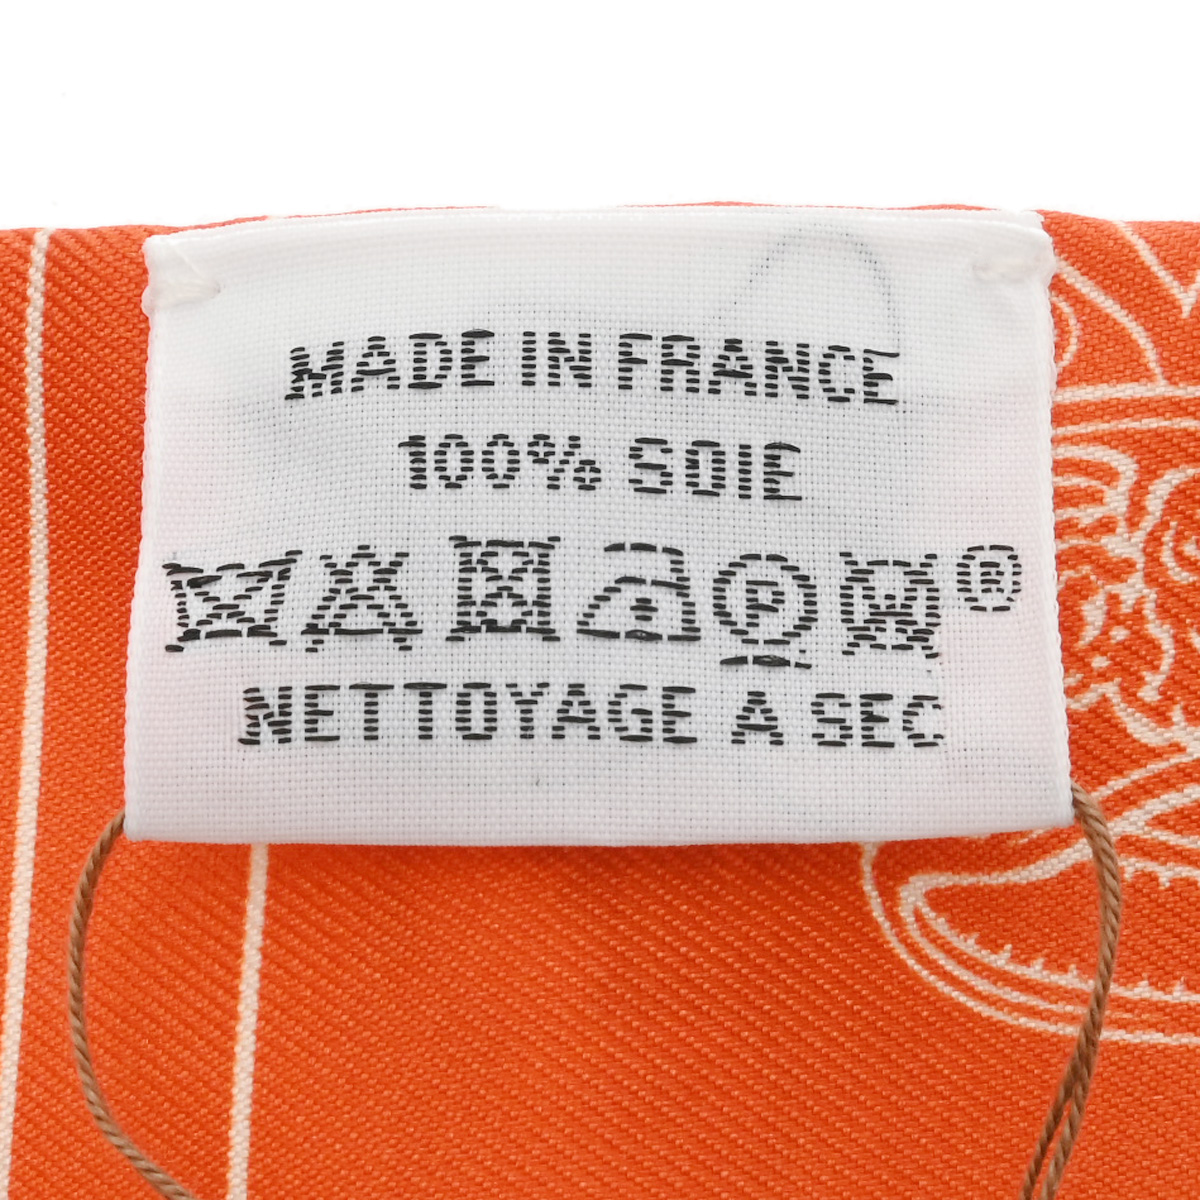 MADE IN FRANCE
100% SOIE
F W ®
NETTOYAGE A SEC